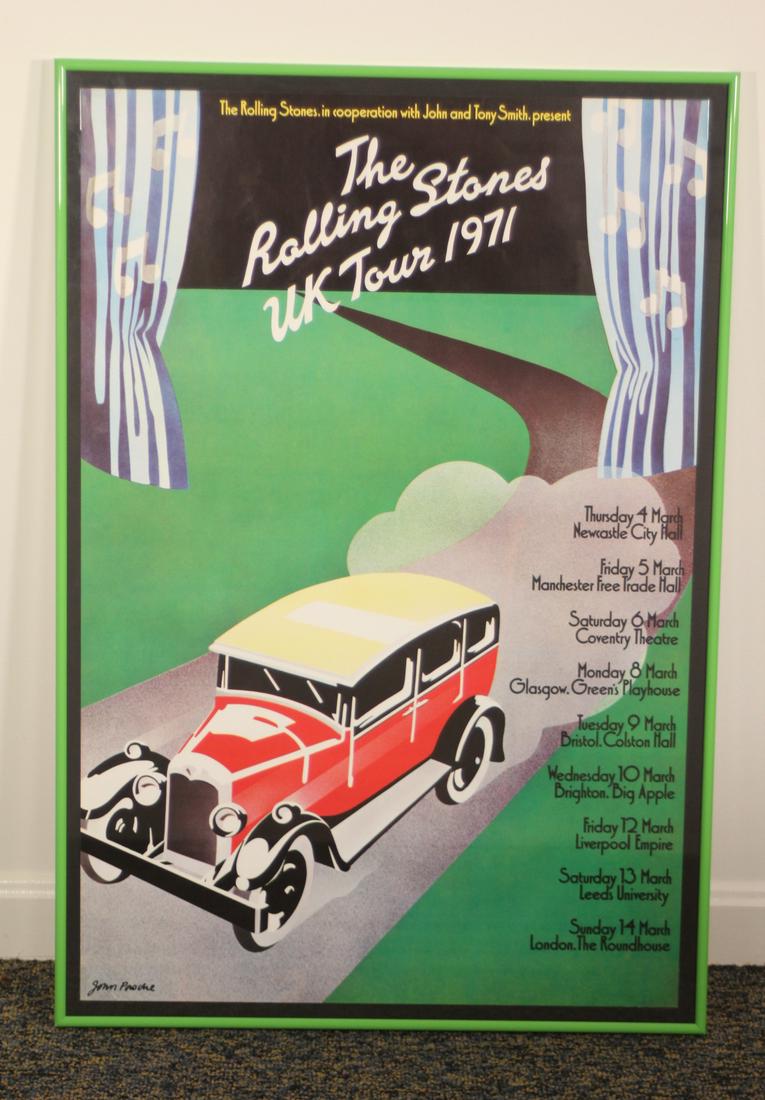 The Rolling Stones. in cooperation with John and Tony Smith. present
The
Rolling Stones
UK Tour 1971
Thursday 4 March
Newcastle City Hall
Friday 5 March
Manchester Free Trade Hall
Saturday 6 March
Coventry Theatre
Monday 8 March
Glasgow. Green's Playhouse
Tuesday 9 March
Bristol. Colston Hall
Wednesday 10 March
Brighton. Big Apple
Friday 12 March
Liverpool Empire
Saturday 13 March
Leeds University
Sunday 14 March
London. The Roundhouse
John Pasche